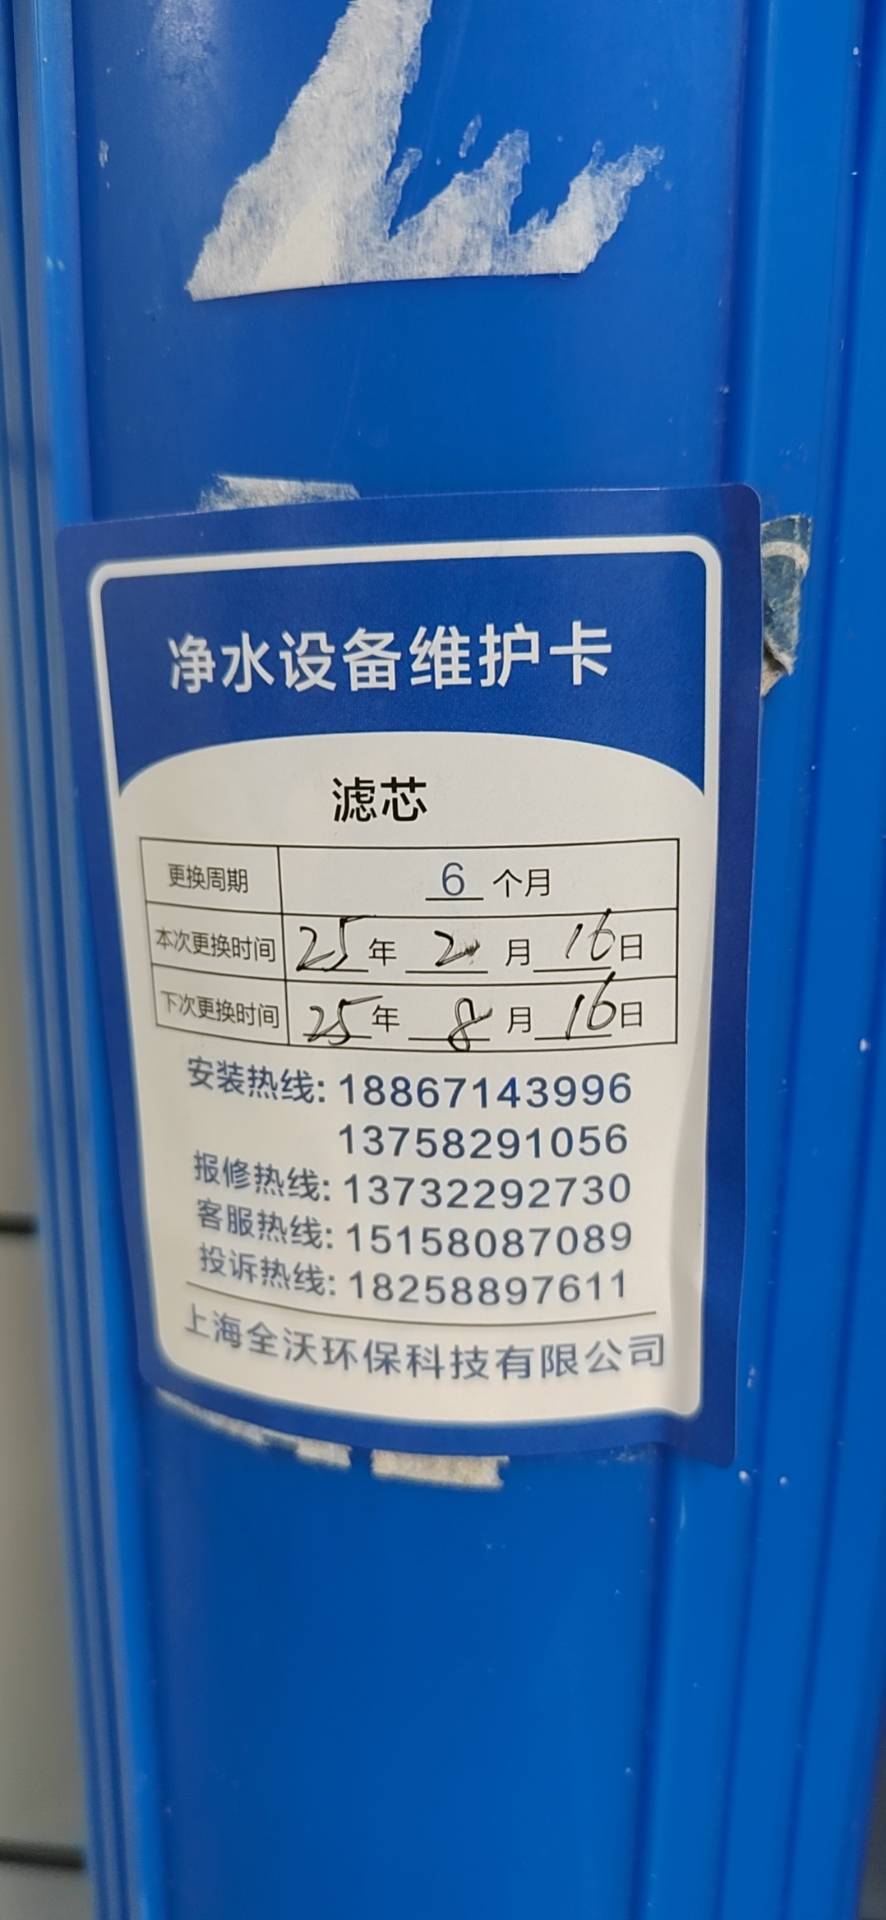 净水设备维护卡
滤芯
更换周期 6 个月
本次更换时间 25 年 2 月 16 日
下次更换时间 25 年 8 月 16 日
安装热线: 18867143996
13758291056
报修热线: 13732292730
客服热线: 15158087089
投诉热线: 18258897611
上海全沃环保科技有限公司